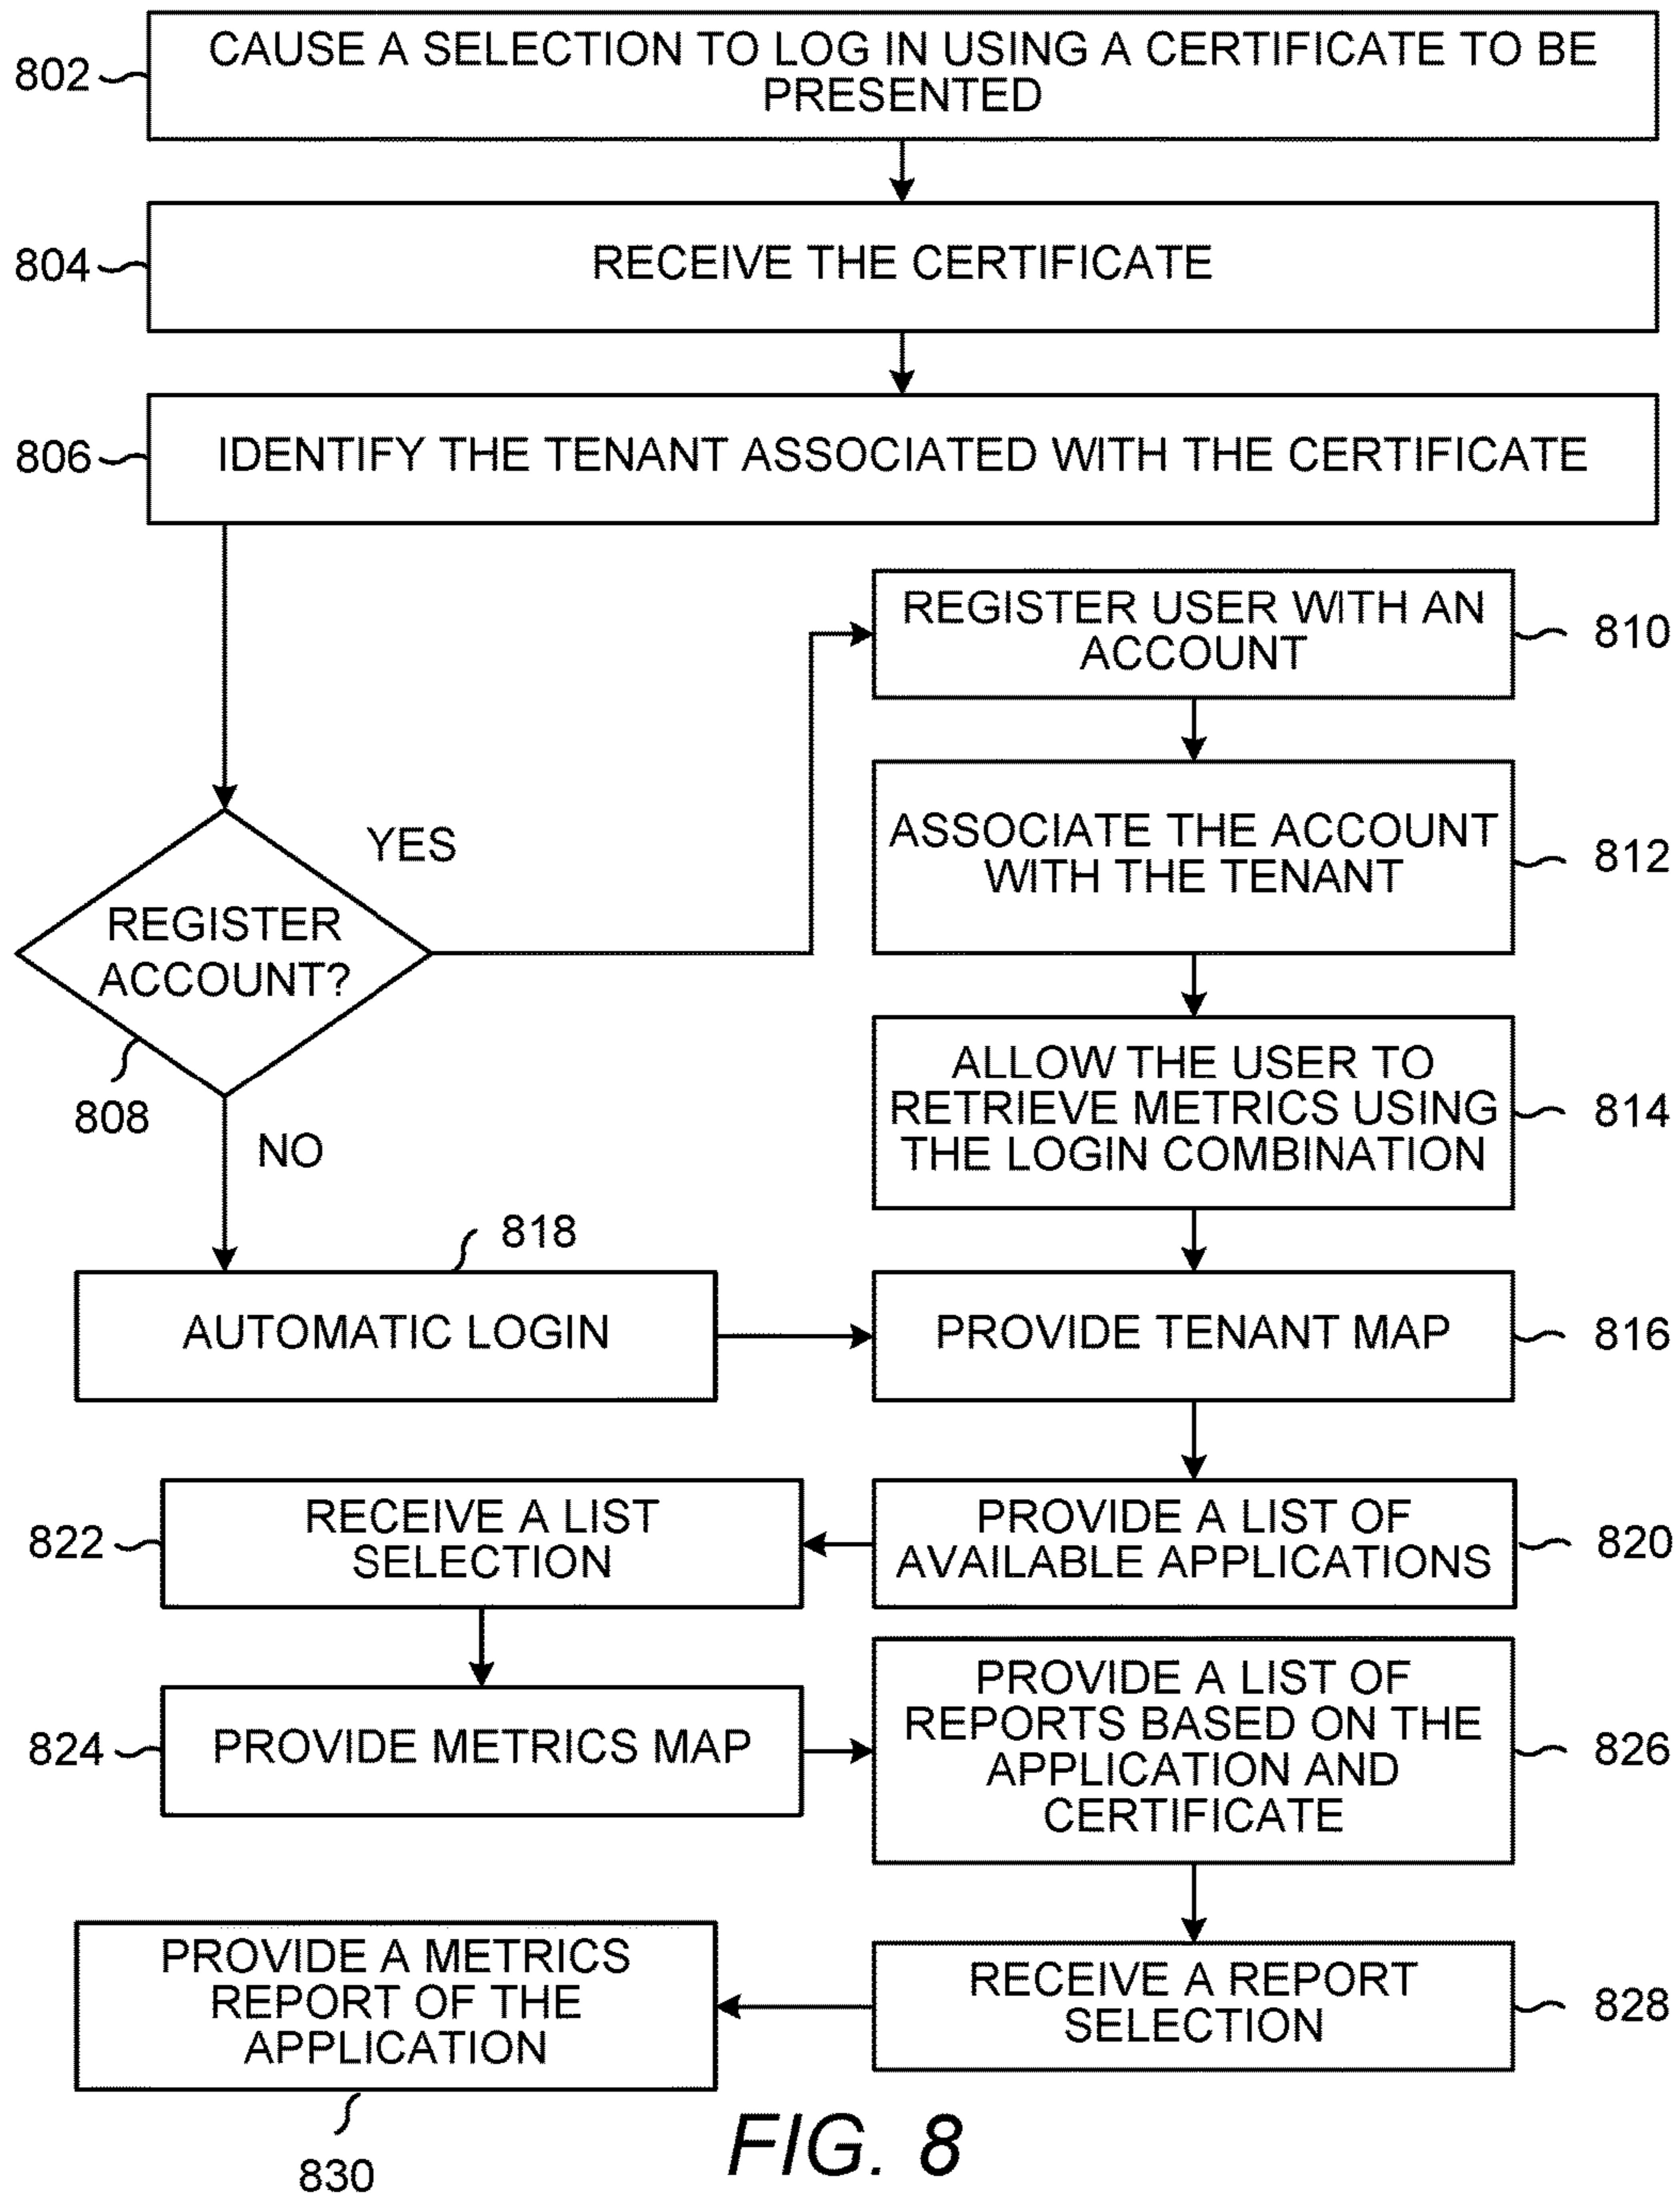 802
CAUSE A SELECTION TO LOG IN USING A CERTIFICATE TO BE
PRESENTED
804
RECEIVE THE CERTIFICATE
806
IDENTIFY THE TENANT ASSOCIATED WITH THE CERTIFICATE
REGISTER USER WITH AN
ACCOUNT
810
ASSOCIATE THE ACCOUNT
WITH THE TENANT
812
YES
REGISTER
ACCOUNT?
808
NO
ALLOW THE USER TO
RETRIEVE METRICS USING
THE LOGIN COMBINATION
814
818
AUTOMATIC LOGIN
PROVIDE TENANT MAP
816
PROVIDE A LIST OF
AVAILABLE APPLICATIONS
820
822
RECEIVE A LIST
SELECTION
824
PROVIDE METRICS MAP
PROVIDE A LIST OF
REPORTS BASED ON THE
APPLICATION AND
CERTIFICATE
826
RECEIVE A REPORT
SELECTION
828
PROVIDE A METRICS
REPORT OF THE
APPLICATION
830
FIG. 8